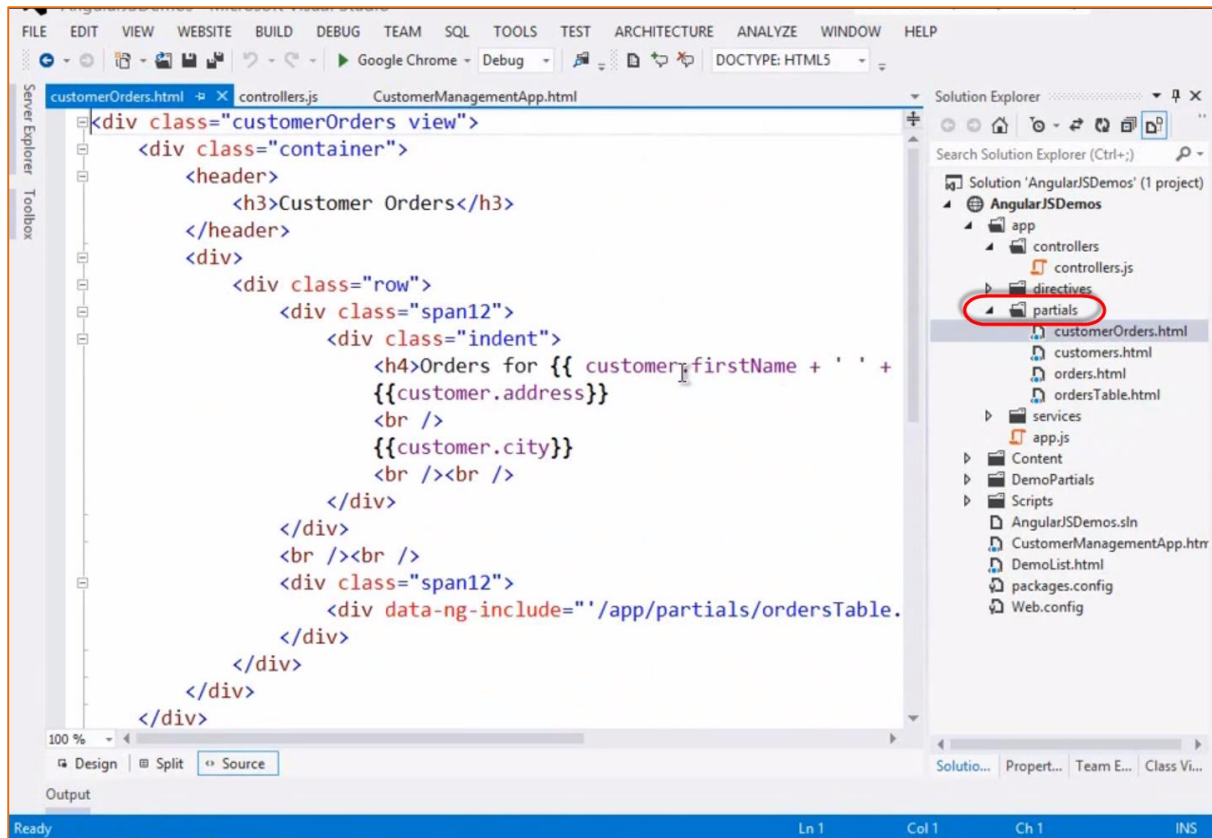 AngularJSDemos - Microsoft Visual Studio
FILE EDIT VIEW WEBSITE BUILD DEBUG TEAM SQL TOOLS TEST ARCHITECTURE ANALYZE WINDOW HELP
Google Chrome Debug DOCTYPE: HTML5
Server Explorer
Toolbox
customerOrders.html controllers.js CustomerManagementApp.html
<div class="customerOrders view">
<div class="container">
<header>
<h3>Customer Orders</h3>
</header>
<div>
<div class="row">
<div class="span12">
<div class="indent">
<h4>Orders for {{ customer.firstName + ' ' +
{{customer.address}}
<br />
{{customer.city}}
<br /><br />
</div>
</div>
<br /><br />
<div class="span12">
<div data-ng-include="'/app/partials/ordersTable.
</div>
</div>
</div>
</div>
100 %
Design Split Source
Output
Solution Explorer
Search Solution Explorer (Ctrl+;)
Solution 'AngularJSDemos' (1 project)
AngularJSDemos
app
controllers
controllers.js
directives
partials
customerOrders.html
customers.html
orders.html
ordersTable.html
services
app.js
Content
DemoPartials
Scripts
AngularJSDemos.sln
CustomerManagementApp.htm
DemoList.html
packages.config
Web.config
Solutio... Propert... Team E... Class Vi...
Ready Ln 1 Col 1 Ch 1 INS